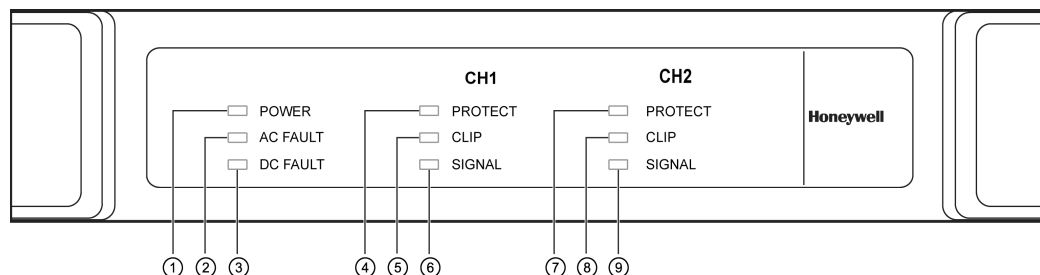 CH1 CH2
POWER PROTECT PROTECT
AC FAULT CLIP CLIP
DC FAULT SIGNAL SIGNAL
Honeywell
1 2 3 4 5 6 7 8 9